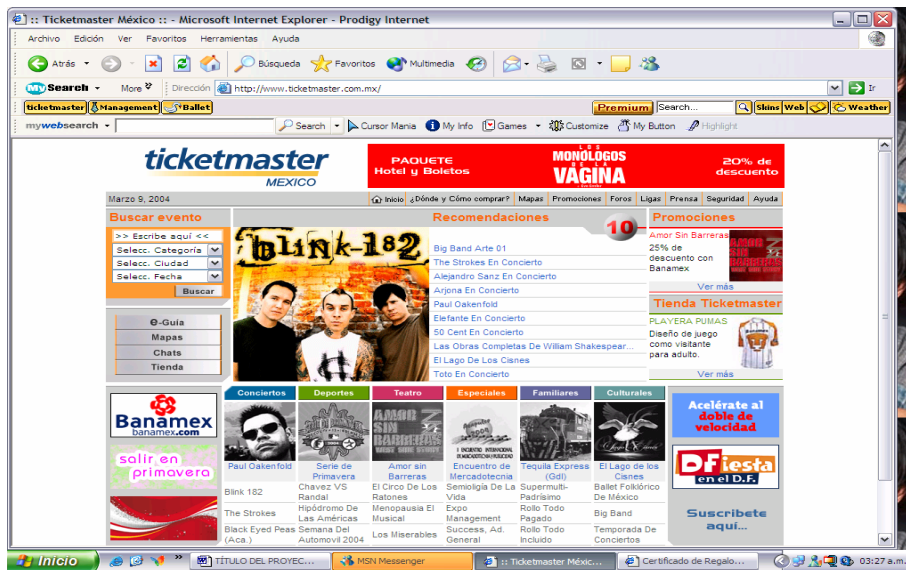 :: Ticketmaster México :: - Microsoft Internet Explorer - Prodigy Internet
Archivo Edición Ver Favoritos Herramientas Ayuda
Atrás Búsqueda Favoritos Multimedia
My Search More Dirección http://www.ticketmaster.com.mx/ Ir
ticketmaster Management Ballet Premium Search... Skins Web Weather
mywebsearch Search Cursor Mania My Info Games Customize My Button Highlight
ticketmaster
MEXICO
PAQUETE
Hotel y Boletos
LOS
MONÓLOGOS
DE LA
VAGINA
20% de
descuento
Marzo 9, 2004 Inicio ¿Dónde y Cómo comprar? Mapas Promociones Foros Ligas Prensa Seguridad Ayuda
Buscar evento
>> Escribe aquí <<
Selecc. Categoría
Selecc. Ciudad
Selecc. Fecha
Buscar
e-Guía
Mapas
Chats
Tienda
blink-182
Recomendaciones
10
Big Band Arte 01
The Strokes En Concierto
Alejandro Sanz En Concierto
Arjona En Concierto
Paul Oakenfold
Elefante En Concierto
50 Cent En Concierto
Las Obras Completas De William Shakespear...
El Lago De Los Cisnes
Toto En Concierto
Promociones
Amor Sin Barreras
25% de
descuento con
Banamex
AMOR
SIN
BARRERAS
Ver más
Tienda Ticketmaster
PLAYERA PUMAS
Diseño de juego
como visitante
para adulto.
Ver más
Banamex
banamex.com
salir en
primavera
Conciertos Deportes Teatro Especiales Familiares Culturales
AMOR
SIN
BARRERAS
WEST SIDE STORY
Paul Oakenfold
Serie de
Primavera
Amor sin
Barreras
Encuentro de
Mercadotecnia
Tequila Express
(Gdl)
El Lago de los
Cisnes
Blink 182
Chavez VS
Randal
El Circo De Los
Ratones
Semiología De La
Vida
Supermulti-
Padrísimo
Ballet Folklórico
De México
The Strokes
Hipódromo De
Las Américas
Menopausia El
Musical
Expo
Management
Rollo Todo
Pagado
Big Band
Black Eyed Peas
(Aca.)
Semana Del
Automovil 2004
Los Miserables
Success, Ad.
General
Rollo Todo
Incluido
Temporada De
Conciertos
Acelérate al
doble de
velocidad
DFiesta
en el D.F.
Suscribete
aquí...
Inicio TÍTULO DEL PROYEC... MSN Messenger :: Ticketmaster Méxic... Certificado de Regalo... 03:27 a.m.